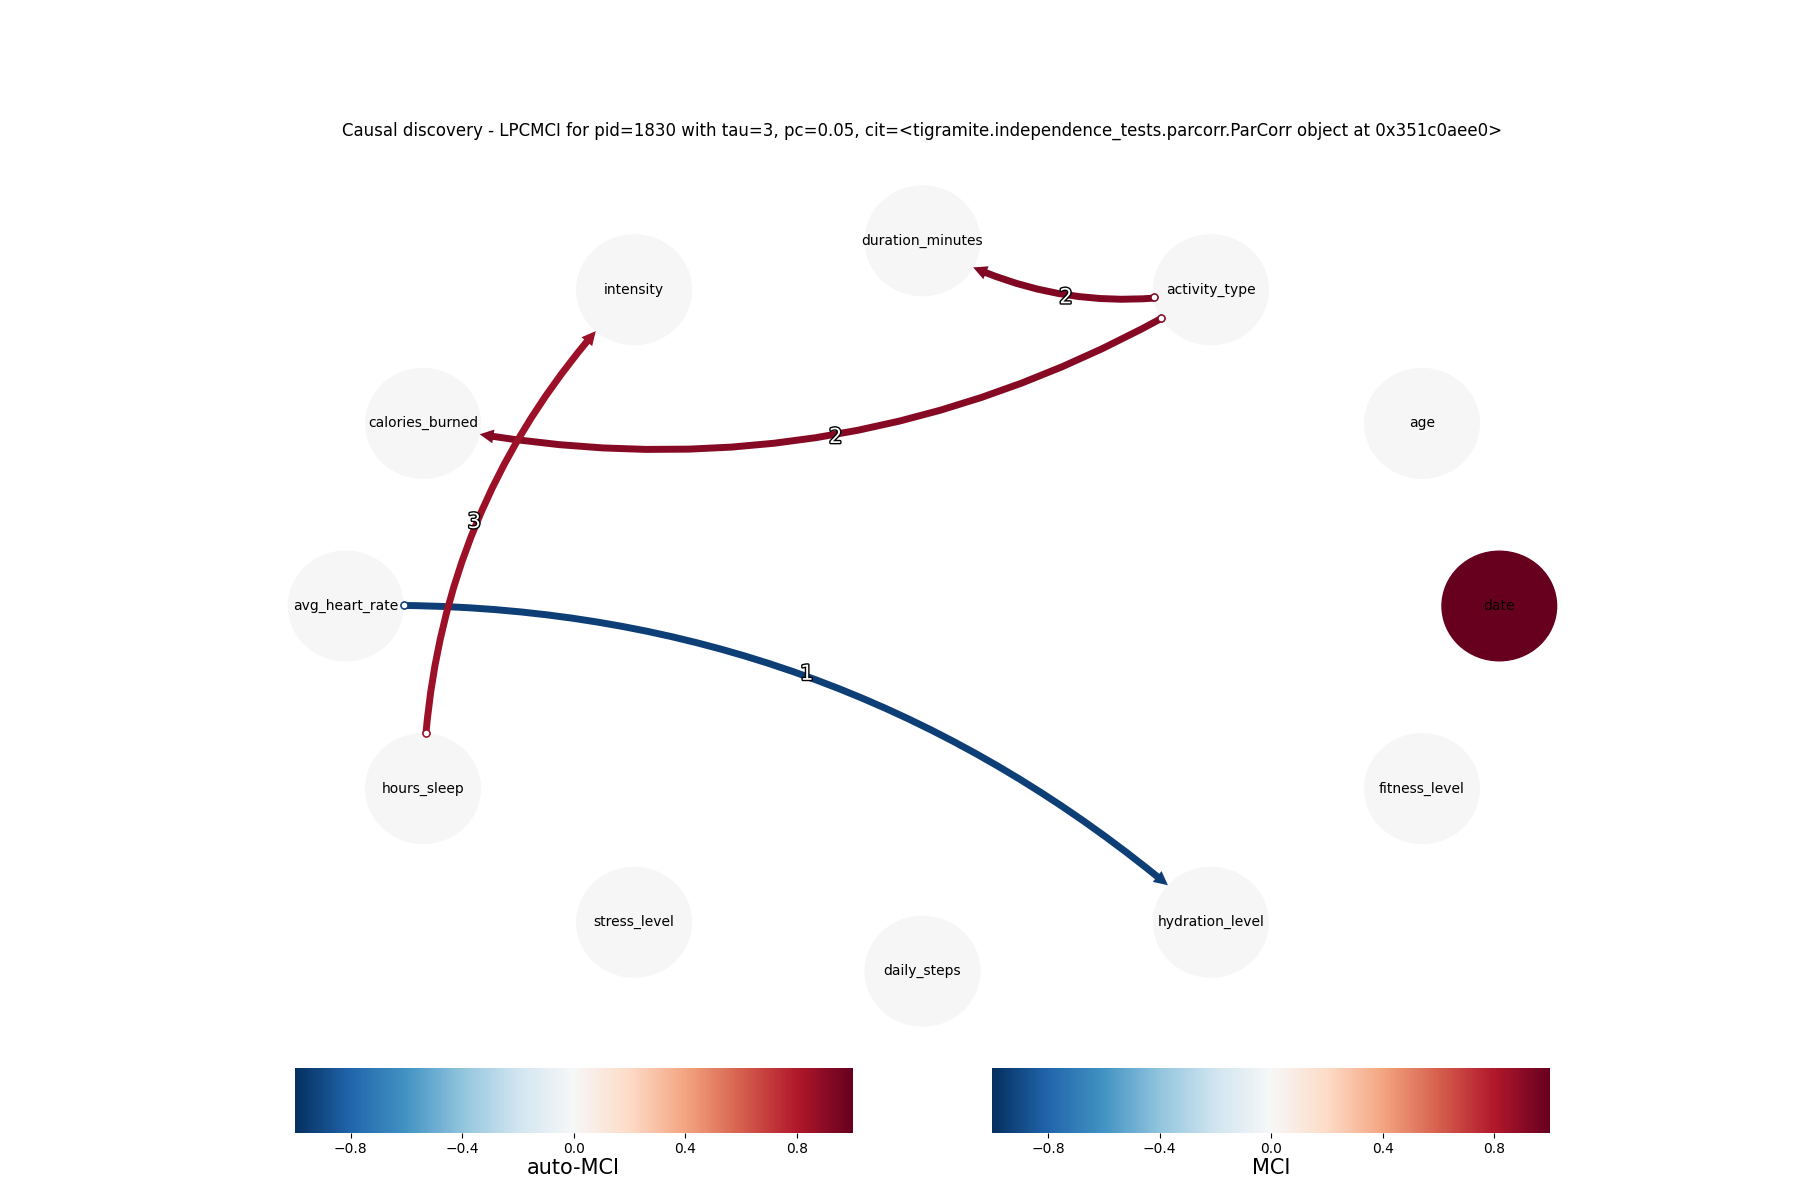 Causal discovery - LPCMCI for pid=1830 with tau=3, pc=0.05, cit=<tigramite.independence_tests.parcorr.ParCorr object at 0x351c0aee0>
duration_minutes
intensity
activity_type
2
calories_burned
2
age
3
avg_heart_rate
date
1
hours_sleep
fitness_level
stress_level
hydration_level
daily_steps
−0.8 −0.4 0.0 0.4 0.8
auto-MCI
−0.8 −0.4 0.0 0.4 0.8
MCI